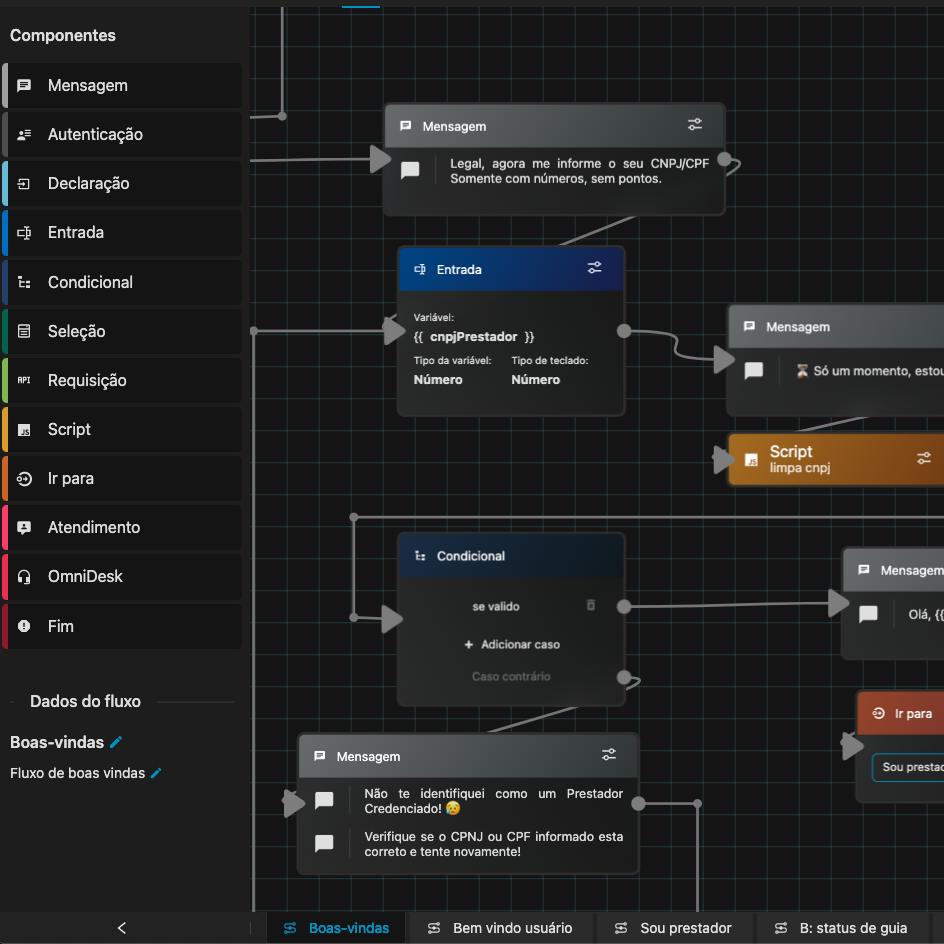 Componentes
Mensagem
Autenticação
Declaração
Entrada
Condicional
Seleção
API Requisição
JS Script
Ir para
Atendimento
OmniDesk
Fim
Dados do fluxo
Boas-vindas
Fluxo de boas vindas
Mensagem
Legal, agora me informe o seu CNPJ/CPF
Somente com números, sem pontos.
Entrada
Variável:
{{ cnpjPrestador }}
Tipo da variável: Tipo de teclado:
Número Número
Mensagem
⏳ Só um momento, estou
JS Script
limpa cnpj
Condicional
se valido
+ Adicionar caso
Caso contrário
Mensagem
Olá, {{
Ir para
Sou prestad
Mensagem
Não te identifiquei como um Prestador
Credenciado! 😥
Verifique se o CPNJ ou CPF informado esta
correto e tente novamente!
Boas-vindas Bem vindo usuário Sou prestador B: status de guia